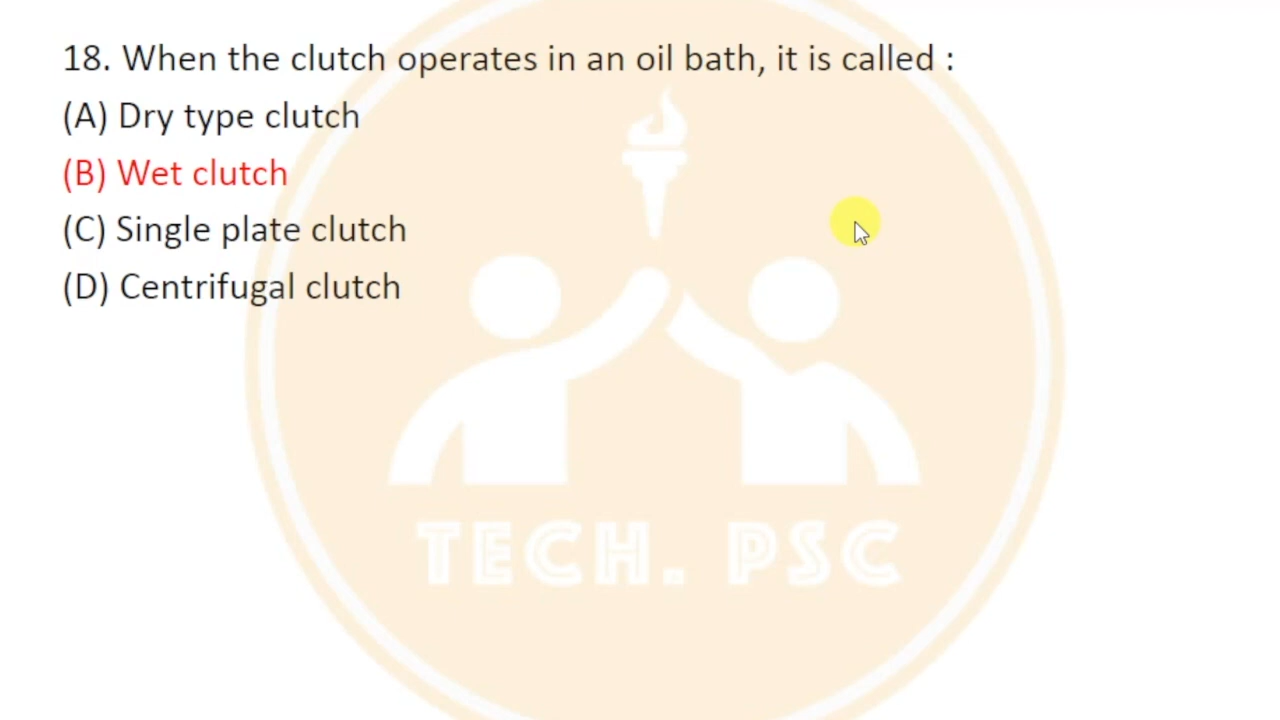 18. When the clutch operates in an oil bath, it is called :
(A) Dry type clutch
(B) Wet clutch
(C) Single plate clutch
(D) Centrifugal clutch
TECH. PSC